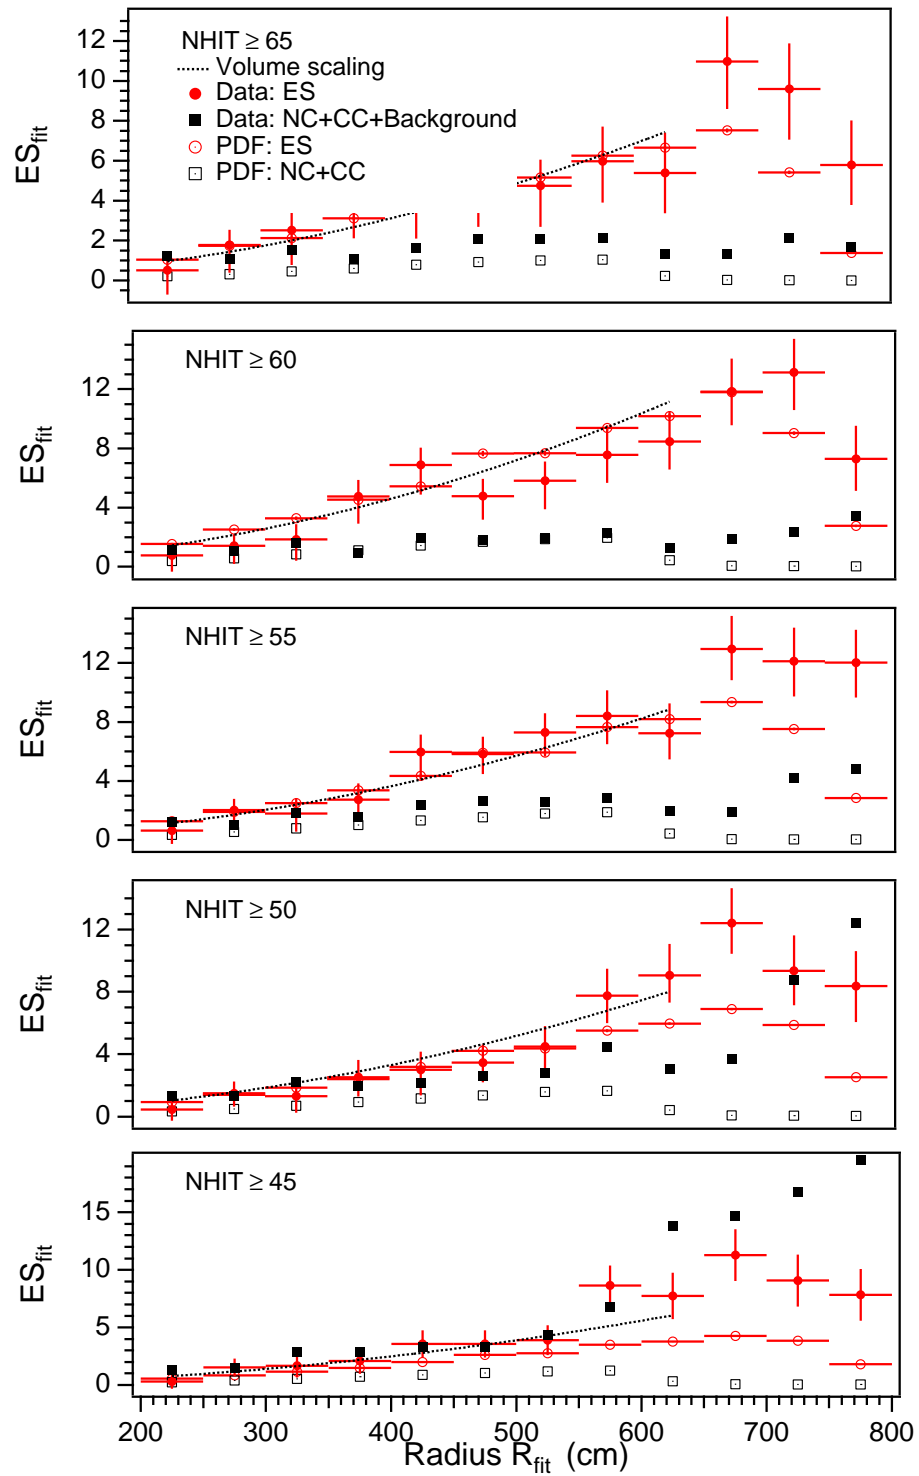 NHIT ≥ 65
Volume scaling
Data: ES
Data: NC+CC+Background
PDF: ES
PDF: NC+CC
ES_fit
12
10
8
6
4
2
0
NHIT ≥ 60
ES_fit
12
8
4
0
NHIT ≥ 55
ES_fit
12
8
4
0
NHIT ≥ 50
ES_fit
12
8
4
0
NHIT ≥ 45
ES_fit
15
10
5
0
200 300 400 500 600 700 800
Radius R_fit (cm)